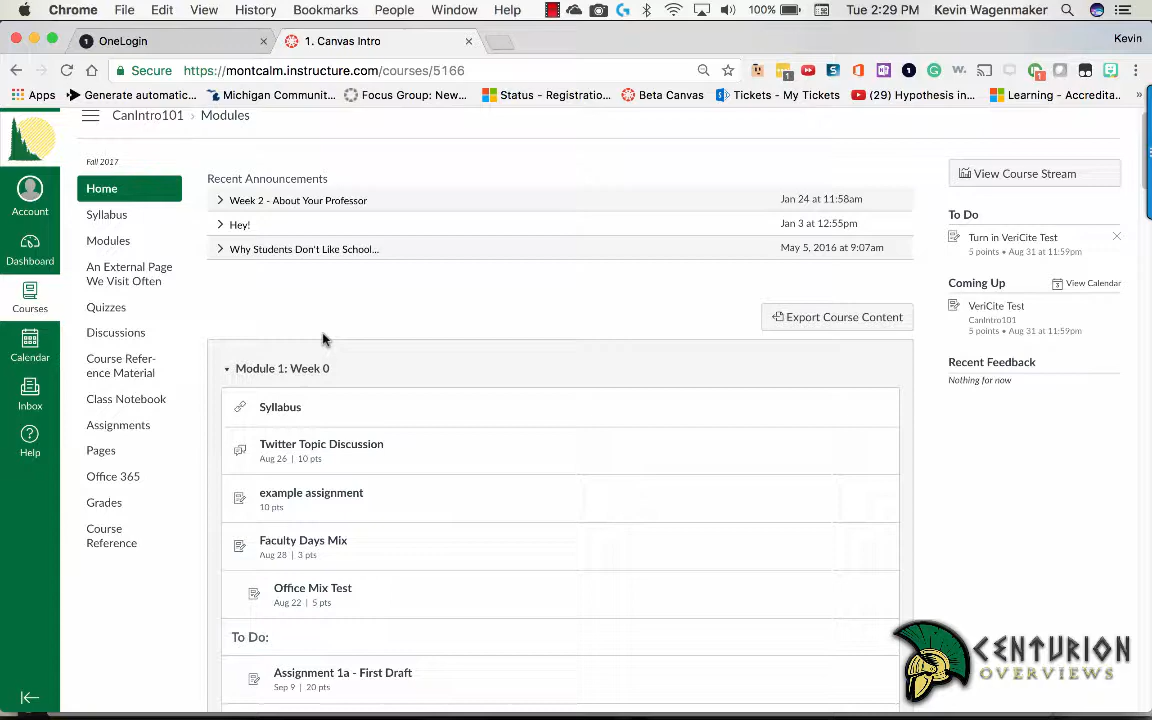 Chrome File Edit View History Bookmarks People Window Help 100% Tue 2:29 PM Kevin Wagenmaker
OneLogin
1. Canvas Intro
Kevin
Secure https://montcalm.instructure.com/courses/5166
Apps Generate automatic... Michigan Communit... Focus Group: New... Status - Registratio... Beta Canvas Tickets - My Tickets (29) Hypothesis in... Learning - Accredita... »
CanIntro101 › Modules
Fall 2017
Home
Syllabus
Modules
An External Page
We Visit Often
Quizzes
Discussions
Course Refer-
ence Material
Class Notebook
Assignments
Pages
Office 365
Grades
Course
Reference
Account
Dashboard
Courses
Calendar
Inbox
Help
Recent Announcements
Week 2 - About Your Professor Jan 24 at 11:58am
Hey! Jan 3 at 12:55pm
Why Students Don't Like School... May 5, 2016 at 9:07am
Export Course Content
Module 1: Week 0
Syllabus
Twitter Topic Discussion
Aug 26 | 10 pts
example assignment
10 pts
Faculty Days Mix
Aug 28 | 3 pts
Office Mix Test
Aug 22 | 5 pts
To Do:
Assignment 1a - First Draft
Sep 9 | 20 pts
View Course Stream
To Do
Turn in VeriCite Test
5 points • Aug 31 at 11:59pm
Coming Up View Calendar
VeriCite Test
CanIntro101
5 points • Aug 31 at 11:59pm
Recent Feedback
Nothing for now
CENTURION
OVERVIEWS